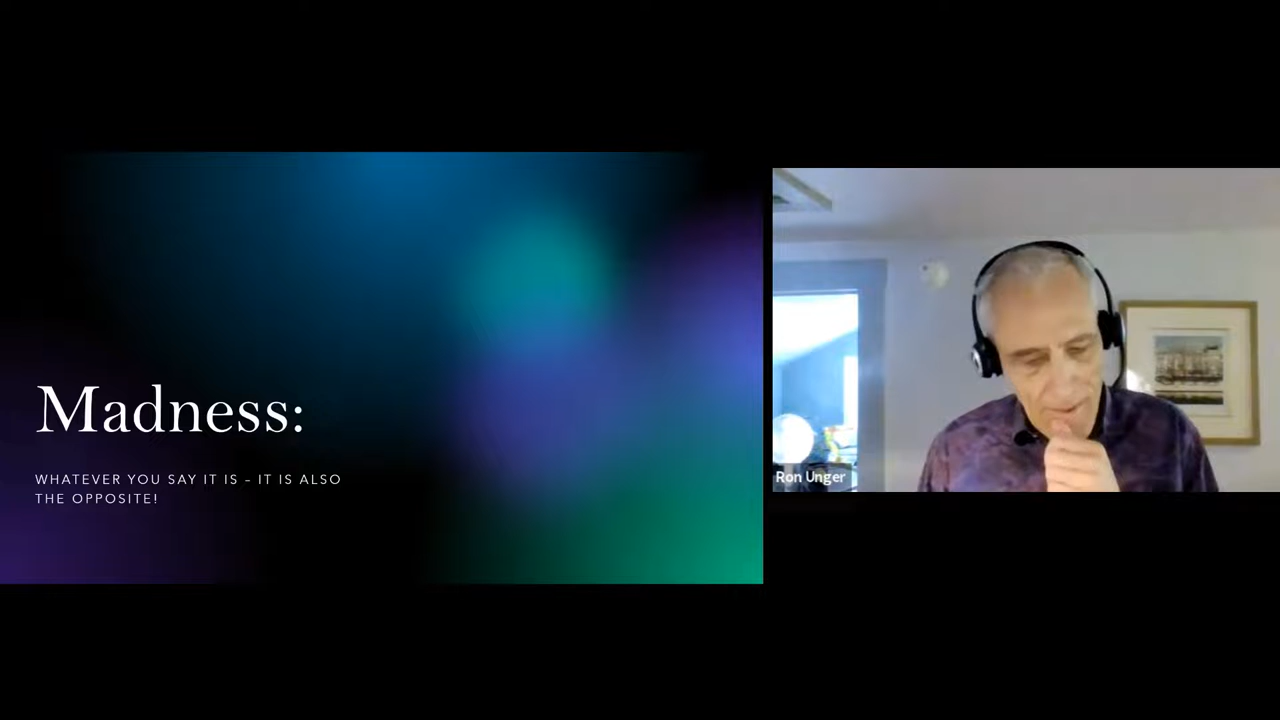 Madness:
WHATEVER YOU SAY IT IS – IT IS ALSO
THE OPPOSITE!
Ron Unger